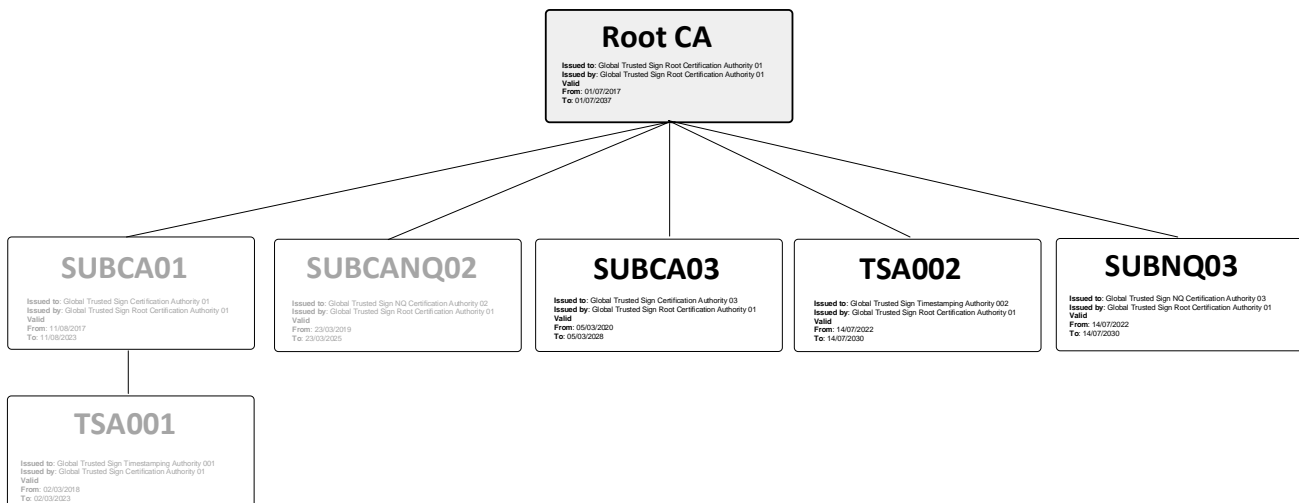 Root CA
Issued to: Global Trusted Sign Root Certification Authority 01
Issued by: Global Trusted Sign Root Certification Authority 01
Valid
From: 01/07/2017
To: 01/07/2037
SUBCA01
Issued to: Global Trusted Sign Certification Authority 01
Issued by: Global Trusted Sign Root Certification Authority 01
Valid
From: 11/08/2017
To: 11/08/2023
SUBCANQ02
Issued to: Global Trusted Sign NQ Certification Authority 02
Issued by: Global Trusted Sign Root Certification Authority 01
Valid
From: 23/03/2019
To: 23/03/2025
SUBCA03
Issued to: Global Trusted Sign Certification Authority 03
Issued by: Global Trusted Sign Root Certification Authority 01
Valid
From: 05/03/2020
To: 05/03/2028
TSA002
Issued to: Global Trusted Sign Timestamping Authority 002
Issued by: Global Trusted Sign Root Certification Authority 01
Valid
From: 14/07/2022
To: 14/07/2030
SUBNQ03
Issued to: Global Trusted Sign NQ Certification Authority 03
Issued by: Global Trusted Sign Root Certification Authority 01
Valid
From: 14/07/2022
To: 14/07/2030
TSA001
Issued to: Global Trusted Sign Timestamping Authority 001
Issued by: Global Trusted Sign Certification Authority 01
Valid
From: 02/03/2018
To: 02/03/2023